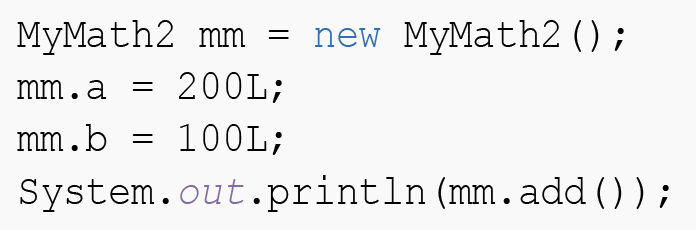 MyMath2 mm = new MyMath2();
mm.a = 200L;
mm.b = 100L;
System.out.println(mm.add());